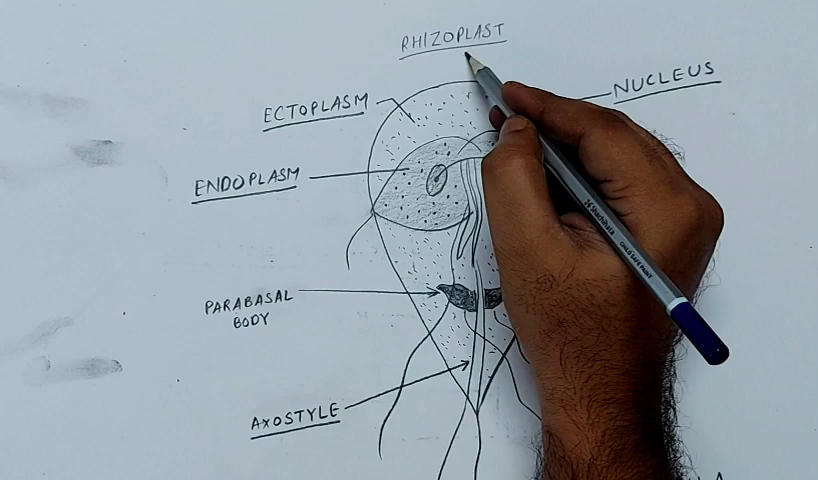 RHIZOPLAST
NUCLEUS
ECTOPLASM
ENDOPLASM
PARABASAL
BODY
AXOSTYLE